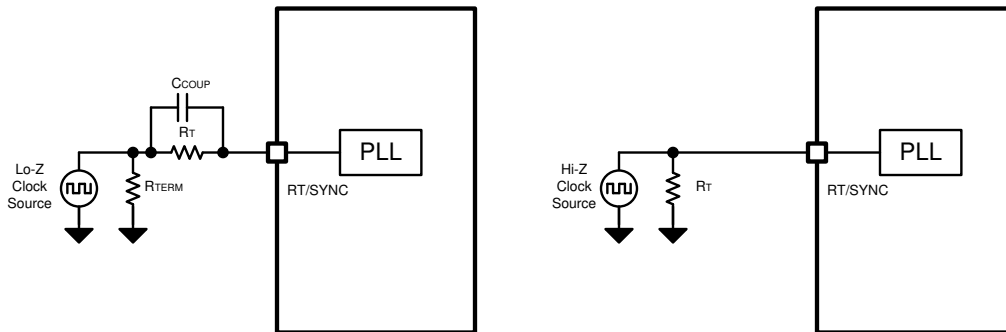 CCOUP
RT
PLL
Lo-Z
Clock
Source
RTERM
RT/SYNC
PLL
Hi-Z
Clock
Source
RT
RT/SYNC